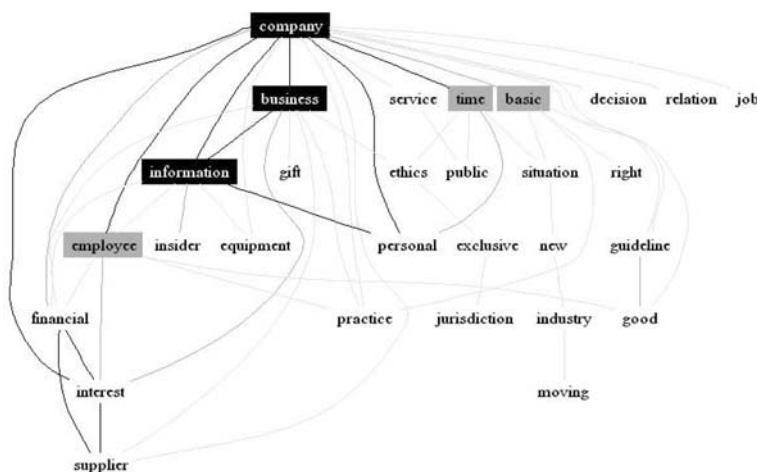 company
business service time basic decision relation job
information gift ethics public situation right
employee insider equipment personal exclusive new guideline
financial practice jurisdiction industry good
interest moving
supplier